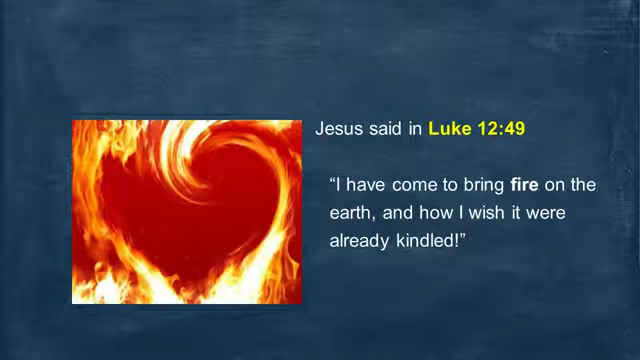 Jesus said in Luke 12:49
“I have come to bring fire on the
earth, and how I wish it were
already kindled!”